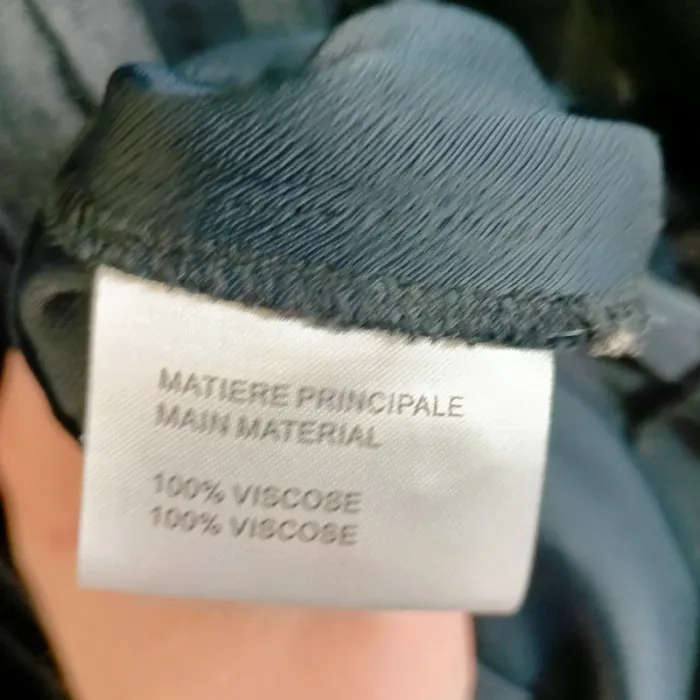 MATIERE PRINCIPALE
MAIN MATERIAL
100% VISCOSE
100% VISCOSE